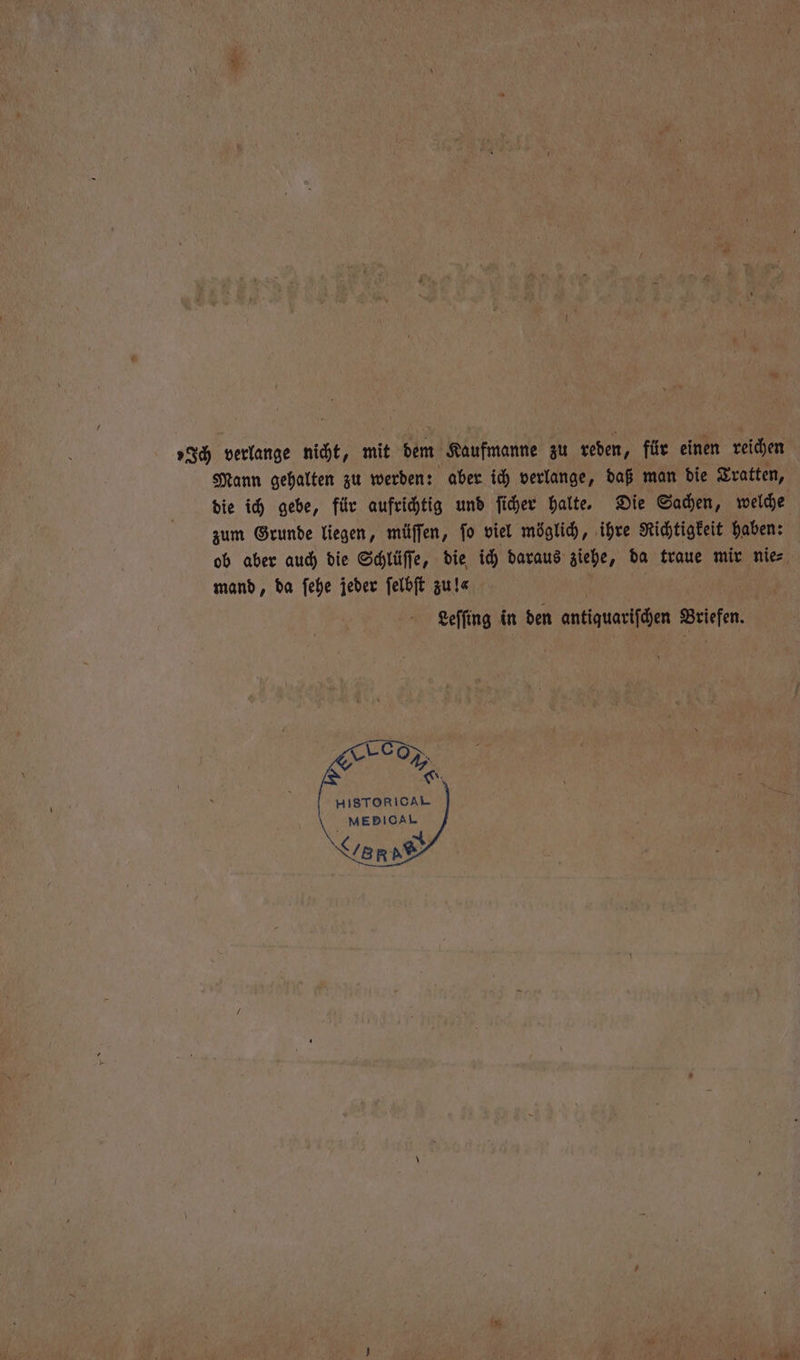 »Ich verlange nicht, mit dem Kaufmanne zu reden, für einen reichen
Mann gehalten zu werden: aber ich verlange, daß man die Tratten,
die ich gebe, für aufrichtig und ſicher halte. Die Sachen, welche
zum Grunde liegen, müſſen, ſo viel möglich, ihre Richtigkeit haben:
ob aber auch die Schlüſſe, die ich daraus ziehe, da traue mir nie⸗
mand, da ſehe jeder ſelbſt zu!«
Leſſing in den antiquariſchen Briefen.
WELLCOME
HISTORICAL
MEDICAL
LIBRARY